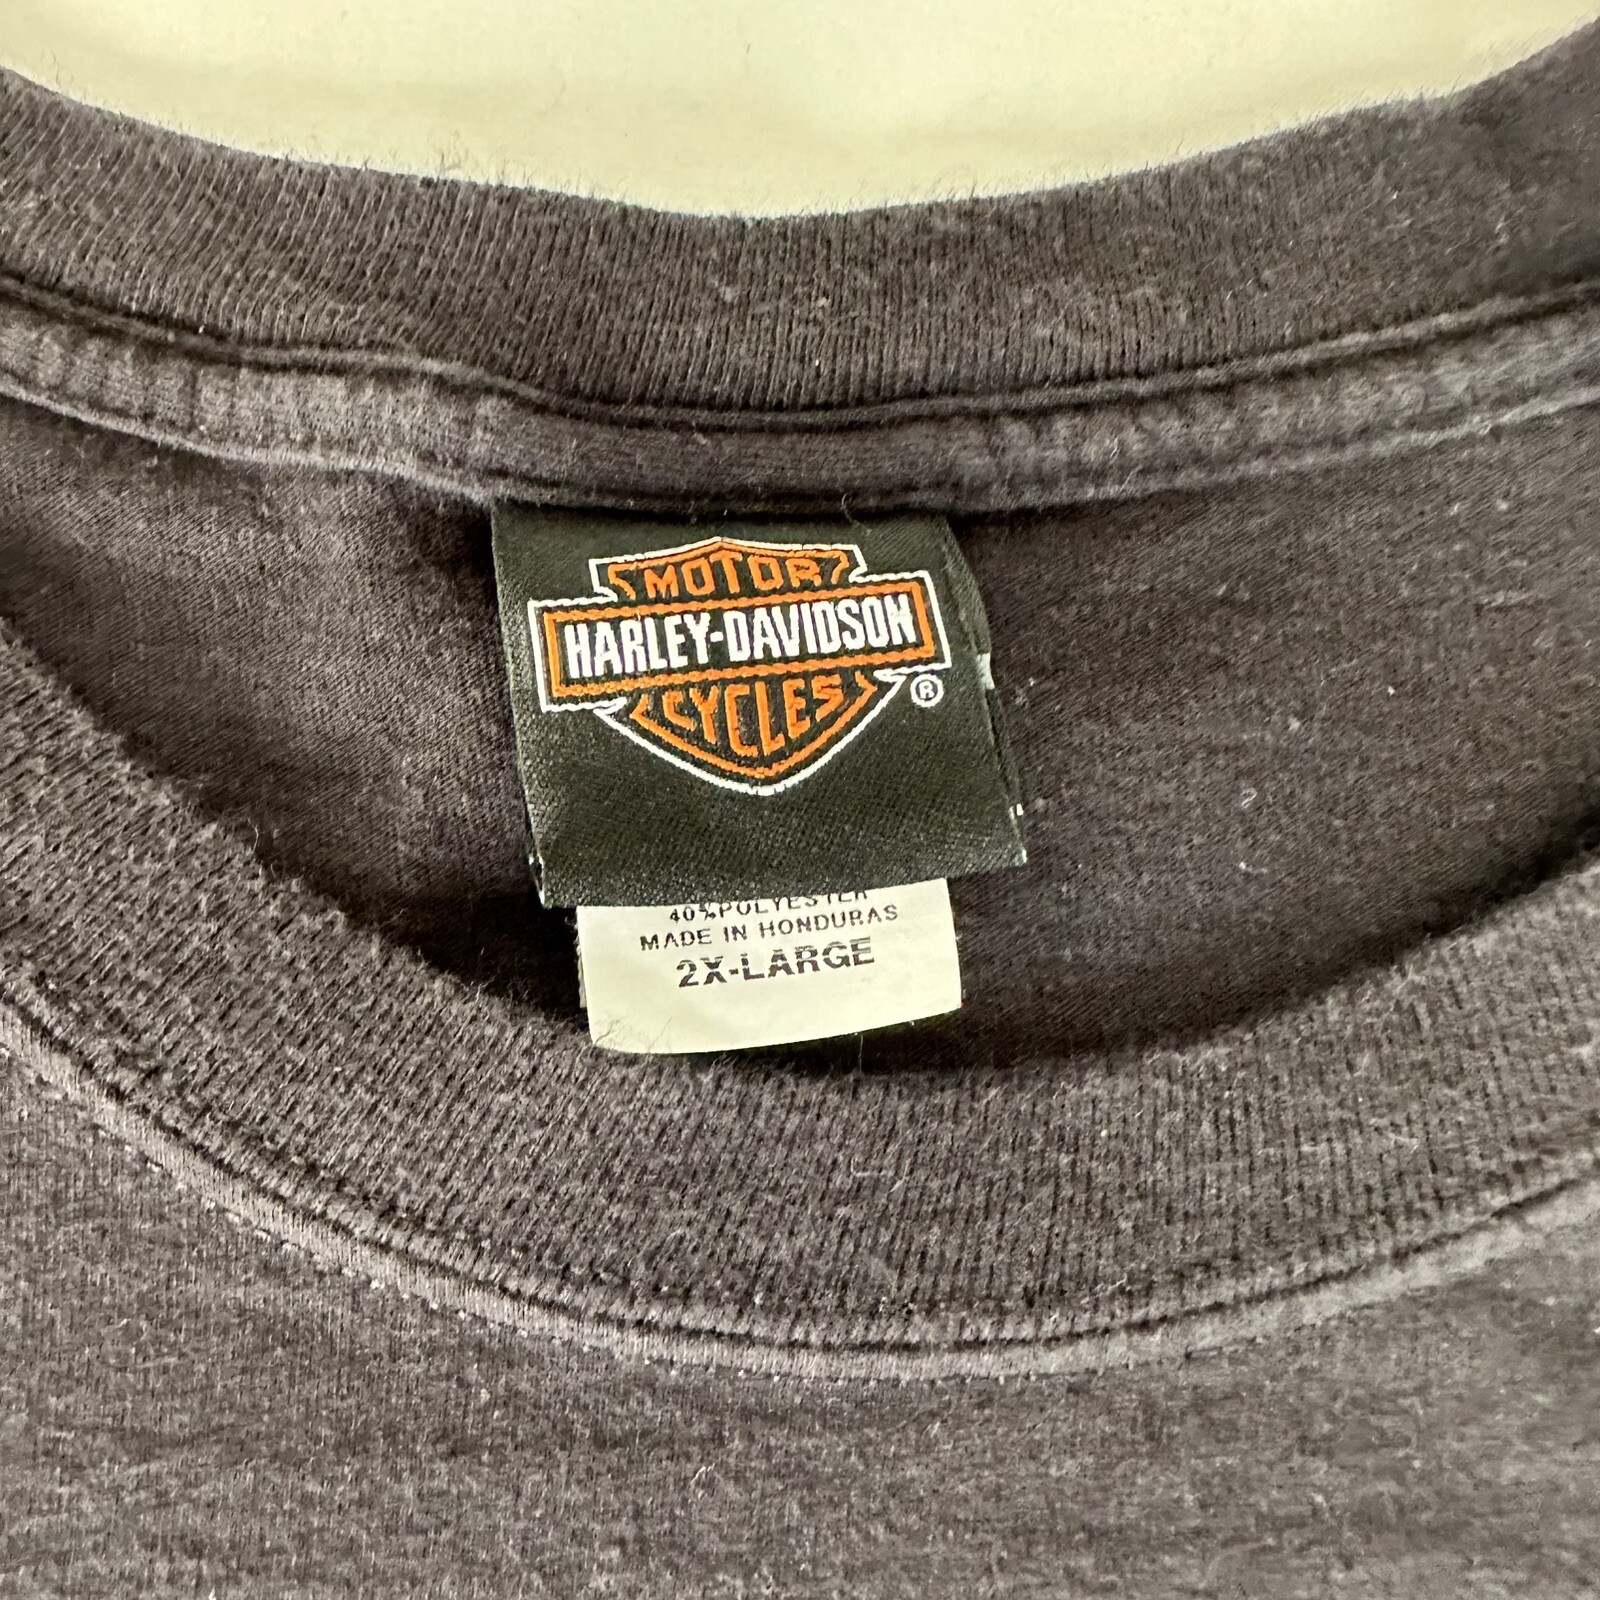 MOTOR
HARLEY-DAVIDSON
CYCLES
®
40% POLYESTER
MADE IN HONDURAS
2X-LARGE